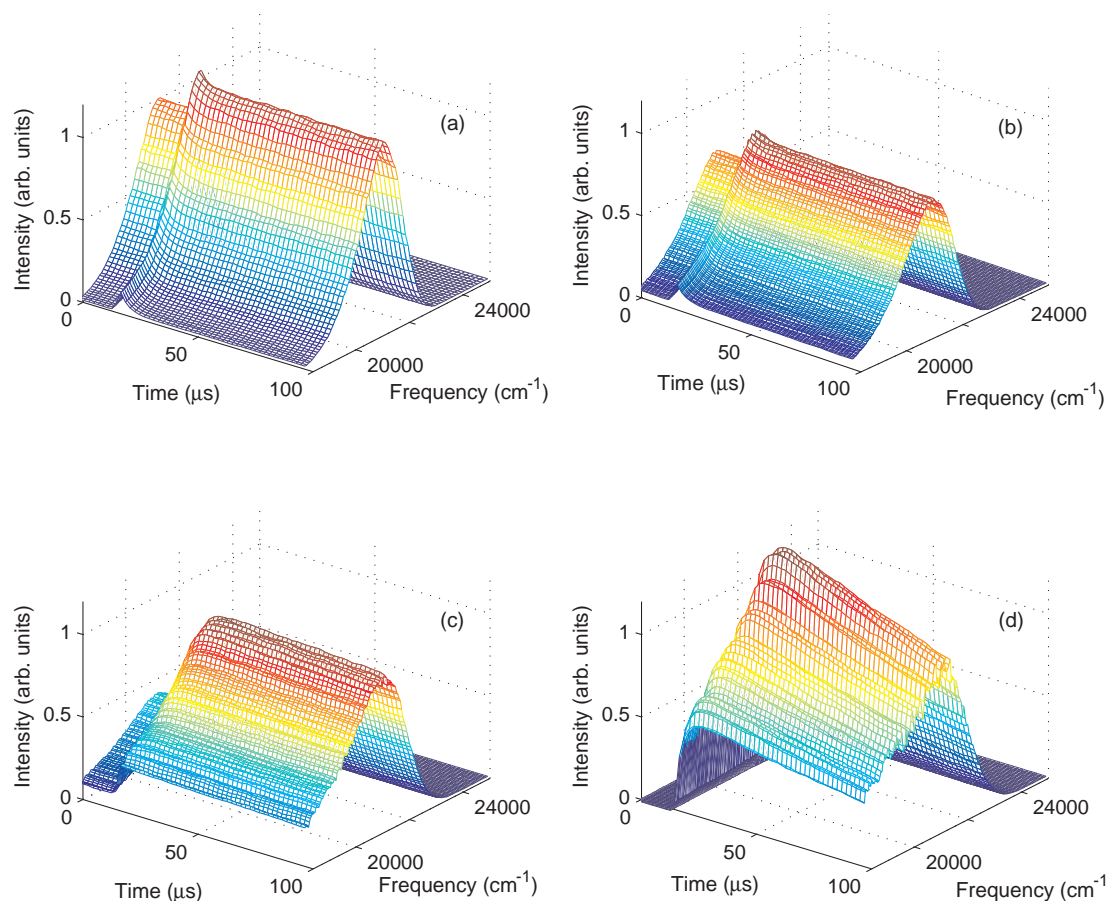 (a)
Intensity (arb. units)
1
0.5
0
0
50
100
Time (μs)
20000
24000
Frequency (cm-1)
(b)
Intensity (arb. units)
1
0.5
0
0
50
100
Time (μs)
20000
24000
Frequency (cm-1)
(c)
Intensity (arb. units)
1
0.5
0
0
50
100
Time (μs)
20000
24000
Frequency (cm-1)
(d)
Intensity (arb. units)
1
0.5
0
0
50
100
Time (μs)
20000
24000
Frequency (cm-1